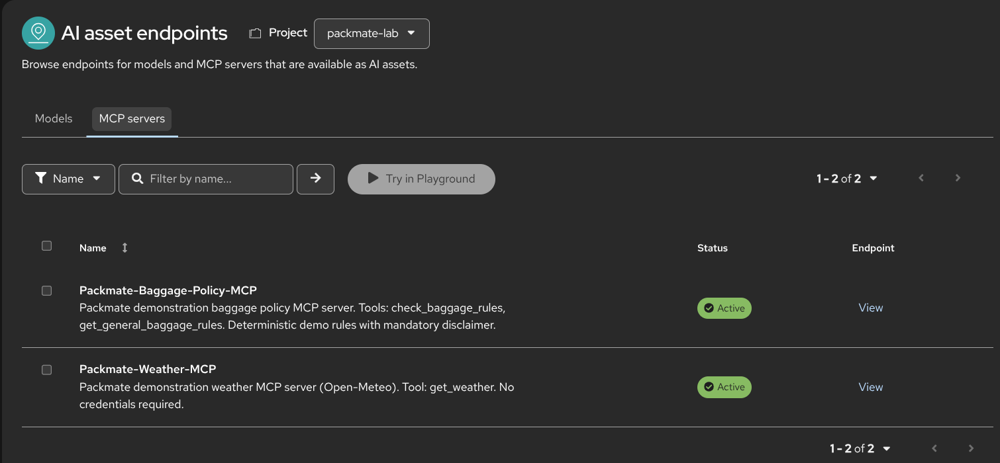 AI asset endpoints
Project
packmate-lab
Browse endpoints for models and MCP servers that are available as AI assets.
Models
MCP servers
Name
Filter by name...
Try in Playground
1 - 2 of 2
Name
Status
Endpoint
Packmate-Baggage-Policy-MCP
Packmate demonstration baggage policy MCP server. Tools: check_baggage_rules,
get_general_baggage_rules. Deterministic demo rules with mandatory disclaimer.
Active
View
Packmate-Weather-MCP
Packmate demonstration weather MCP server (Open-Meteo). Tool: get_weather. No
credentials required.
Active
View
1 - 2 of 2